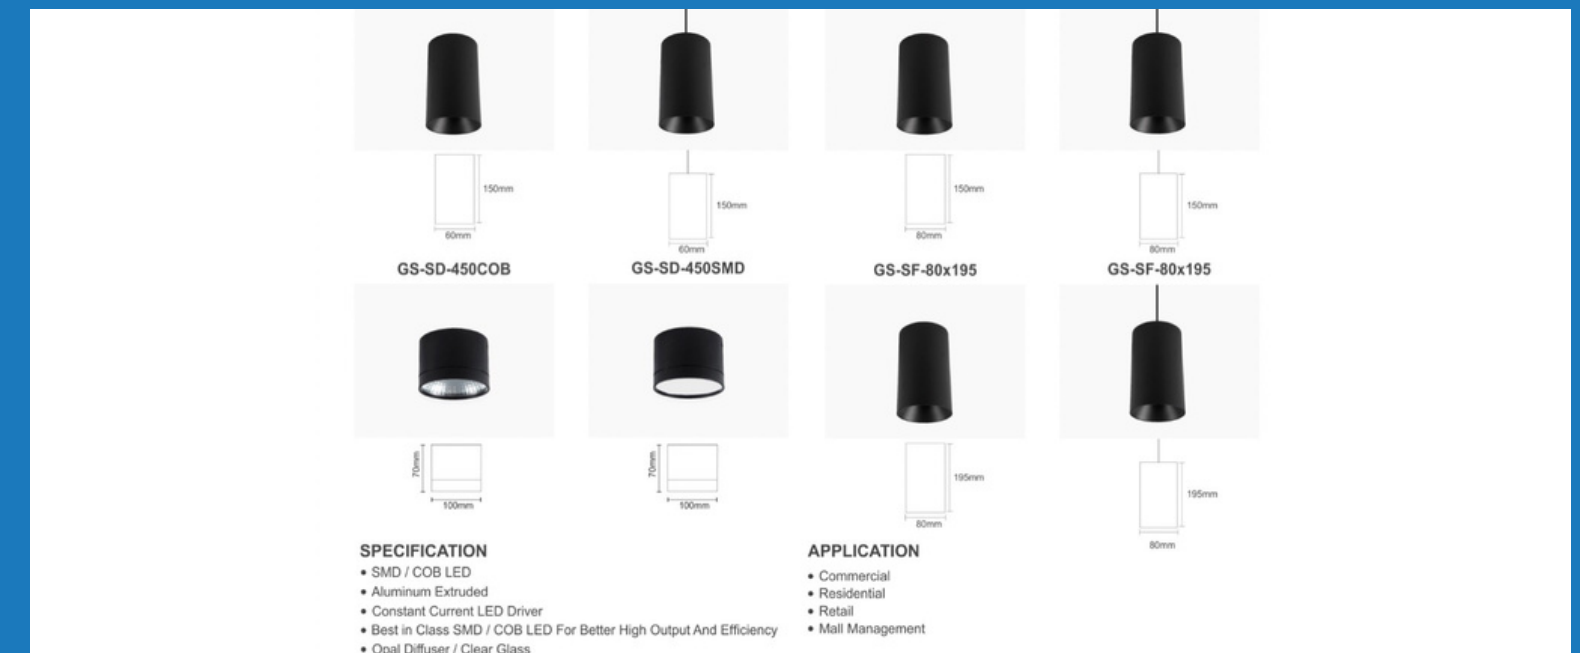 150mm
60mm
150mm
60mm
150mm
80mm
150mm
80mm
GS-SD-450COB
GS-SD-450SMD
GS-SF-80x195
GS-SF-80x195
70mm
100mm
70mm
100mm
195mm
80mm
195mm
80mm
SPECIFICATION
• SMD / COB LED
• Aluminum Extruded
• Constant Current LED Driver
• Best in Class SMD / COB LED For Better High Output And Efficiency
• Opal Diffuser / Clear Glass
APPLICATION
• Commercial
• Residential
• Retail
• Mall Management